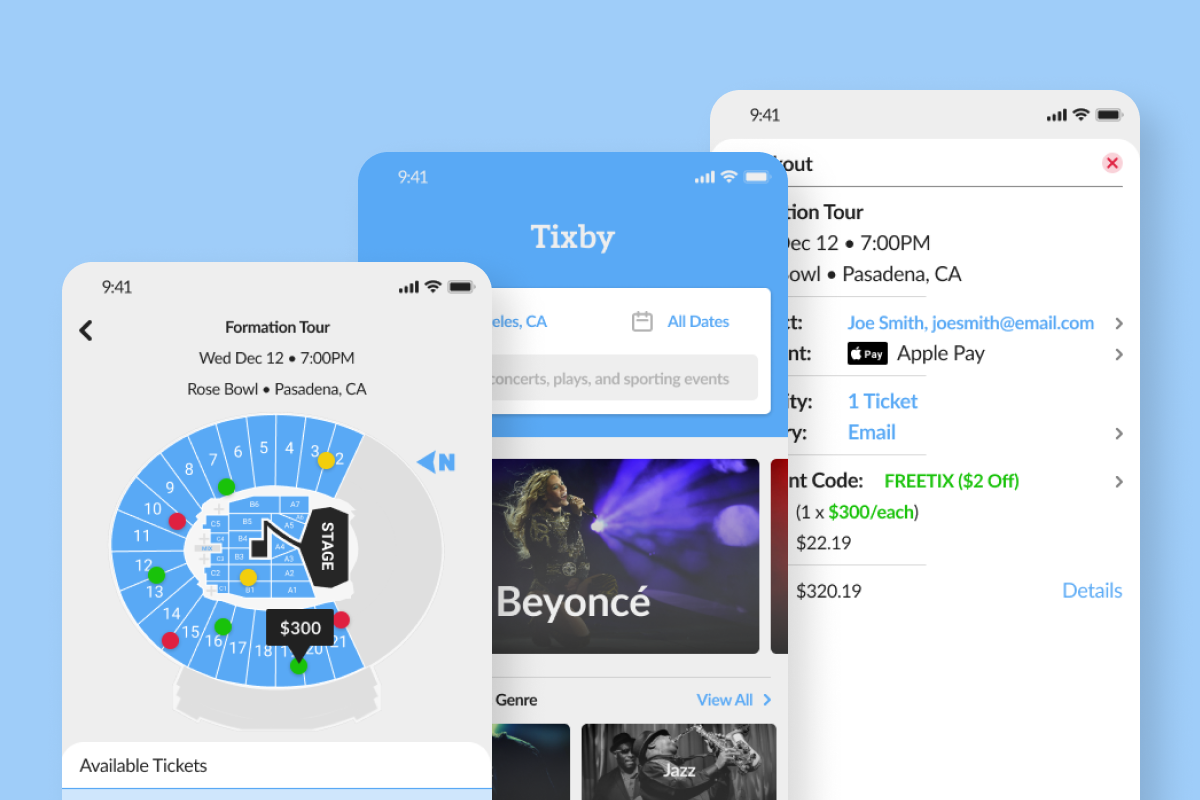 9:41
Formation Tour
Wed Dec 12 • 7:00PM
Rose Bowl • Pasadena, CA
1 2 3 4 5 6 7 8 9 10 11 12 13 14 15 16 17 18 20 21
N
B6 A7
C5 B5 A5 A6
C4 B4 A4
C3 B3 A3
C2 A2
C1 B1 A1
STAGE
$300
Available Tickets
9:41
Tixby
eles, CA
All Dates
concerts, plays, and sporting events
Beyoncé
Genre
View All
Jazz
9:41
out
tion Tour
Dec 12 • 7:00PM
Bowl • Pasadena, CA
t: Joe Smith, joesmith@email.com
nt: Pay Apple Pay
ity: 1 Ticket
ry: Email
nt Code: FREETIX ($2 Off)
(1 x $300/each)
$22.19
$320.19
Details